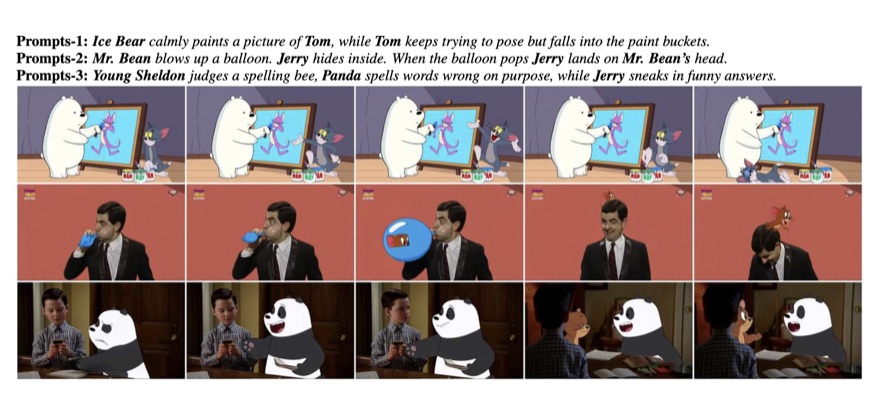 Prompts-1: Ice Bear calmly paints a picture of Tom, while Tom keeps trying to pose but falls into the paint buckets.
Prompts-2: Mr. Bean blows up a balloon. Jerry hides inside. When the balloon pops Jerry lands on Mr. Bean's head.
Prompts-3: Young Sheldon judges a spelling bee, Panda spells words wrong on purpose, while Jerry sneaks in funny answers.